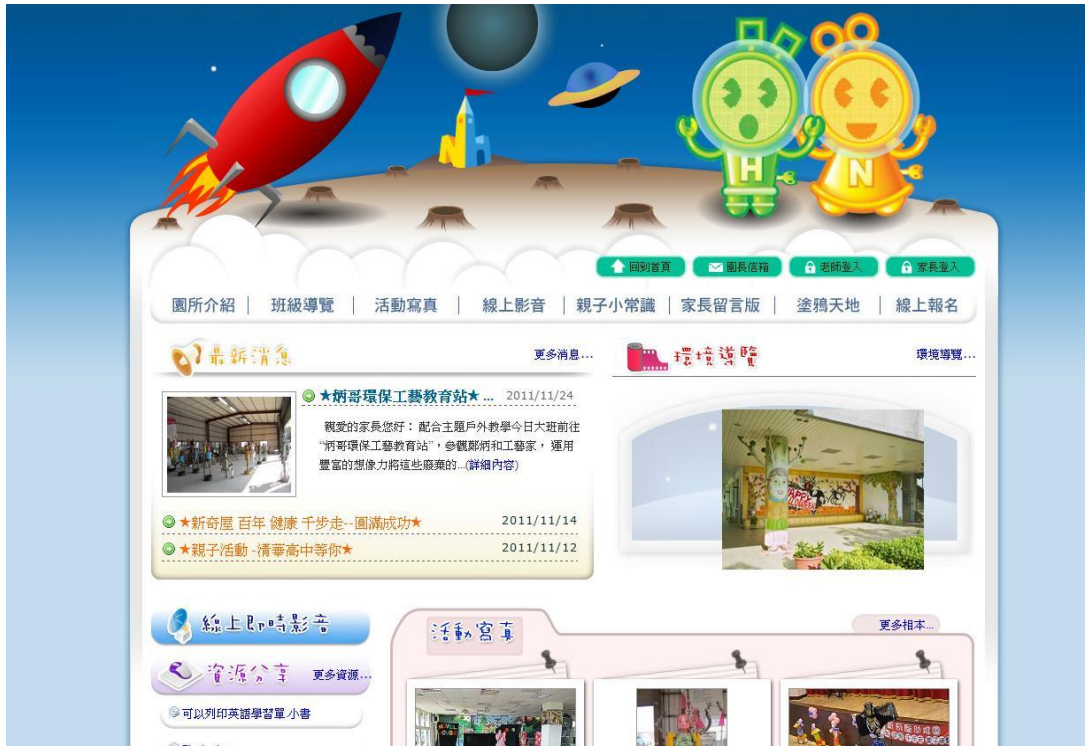 H N
回到首頁 園長信箱 老師登入 家長登入
園所介紹 | 班級導覽 | 活動寫真 | 線上影音 | 親子小常識 | 家長留言版 | 塗鴉天地 | 線上報名
最新消息 更多消息...
環境導覽 環境導覽...
★炳哥環保工藝教育站★ ... 2011/11/24
親愛的家長您好： 配合主題戶外教學今日大班前往
“炳哥環保工藝教育站”，參觀鄭炳和工藝家， 運用
豐富的想像力將這些廢棄的...(詳細內容)
★新奇屋 百年 健康 千步走--圓滿成功★ 2011/11/14
★親子活動 -清華高中等你★ 2011/11/12
HAPPY
線上即時影音
活動寫真 更多相本...
資源分享 更多資源...
可以列印英語學習單.小書